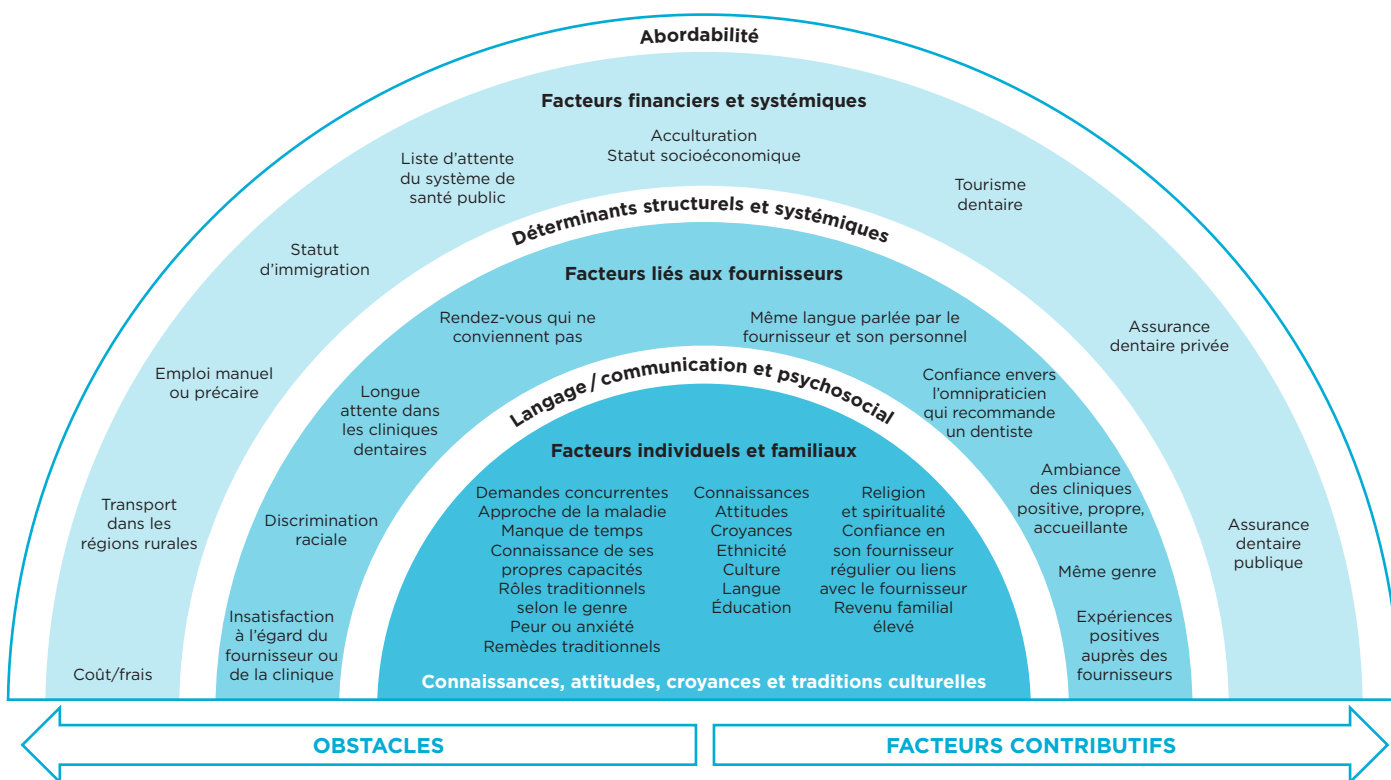 Abordabilité
Facteurs financiers et systémiques
Acculturation
Statut socioéconomique
Liste d’attente
du système de
santé public
Tourisme
dentaire
Statut
d’immigration
Assurance
dentaire privée
Emploi manuel
ou précaire
Transport
dans les
régions rurales
Assurance
dentaire
publique
Coût/frais
Déterminants structurels et systémiques
Facteurs liés aux fournisseurs
Rendez-vous qui ne
conviennent pas
Même langue parlée par le
fournisseur et son personnel
Longue
attente dans
les cliniques
dentaires
Confiance envers
l’omnipraticien
qui recommande
un dentiste
Discrimination
raciale
Ambiance
des cliniques
positive, propre,
accueillante
Même genre
Insatisfaction
à l’égard du
fournisseur ou
de la clinique
Expériences
positives
auprès des
fournisseurs
Langage / communication et psychosocial
Facteurs individuels et familiaux
Demandes concurrentes
Approche de la maladie
Manque de temps
Connaissance de ses
propres capacités
Rôles traditionnels
selon le genre
Peur ou anxiété
Remèdes traditionnels
Connaissances
Attitudes
Croyances
Ethnicité
Culture
Langue
Éducation
Religion
et spiritualité
Confiance en
son fournisseur
régulier ou liens
avec le fournisseur
Revenu familial
élevé
Connaissances, attitudes, croyances et traditions culturelles
OBSTACLES
FACTEURS CONTRIBUTIFS